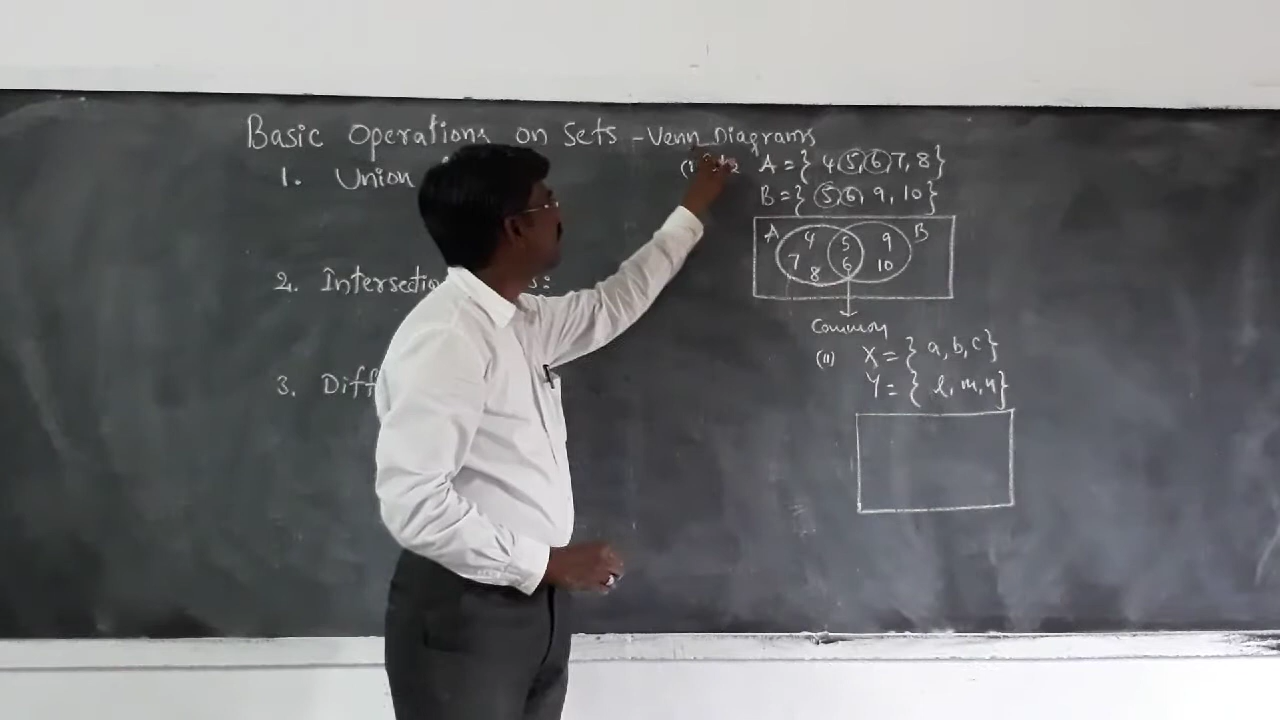 Basic Operations on Sets - Venn Diagrams
1. Union
2. Intersection
3. Diff
A = { 4 5, 6, 7, 8 }
B = { 5, 6, 9, 10 }
A 4 5 9 B
7 8 6 10
Common
(ii) X = { a, b, c }
Y = { l, m, n }